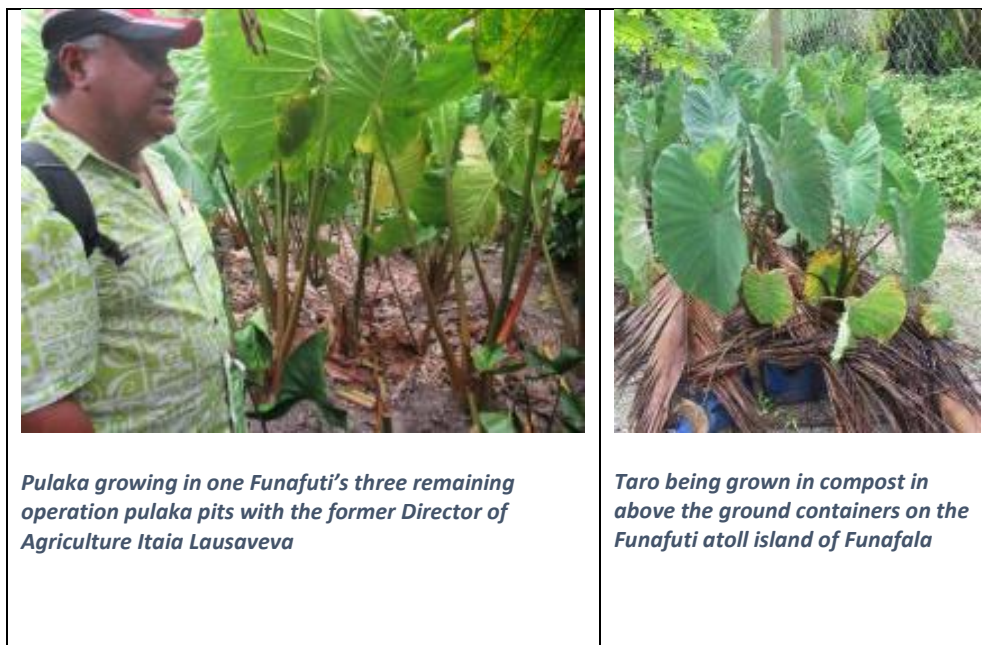 Pulaka growing in one Funafuti's three remaining
operation pulaka pits with the former Director of
Agriculture Itaia Lausaveva
Taro being grown in compost in
above the ground containers on the
Funafuti atoll island of Funafala